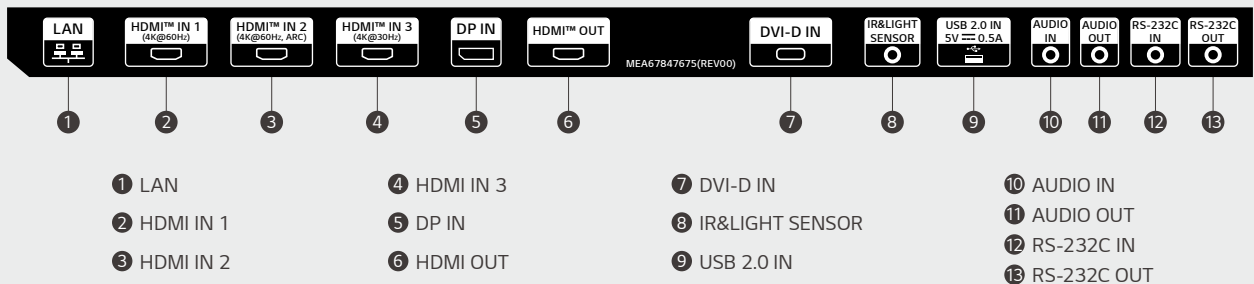 LAN
HDMI™ IN 1
(4K@60Hz)
HDMI™ IN 2
(4K@60Hz, ARC)
HDMI™ IN 3
(4K@30Hz)
DP IN
HDMI™ OUT
MEA67847675(REV00)
DVI-D IN
IR&LIGHT
SENSOR
USB 2.0 IN
5V ⎓ 0.5A
AUDIO
IN
AUDIO
OUT
RS-232C
IN
RS-232C
OUT
1 2 3 4 5 6 7 8 9 10 11 12 13
1 LAN
2 HDMI IN 1
3 HDMI IN 2
4 HDMI IN 3
5 DP IN
6 HDMI OUT
7 DVI-D IN
8 IR&LIGHT SENSOR
9 USB 2.0 IN
10 AUDIO IN
11 AUDIO OUT
12 RS-232C IN
13 RS-232C OUT